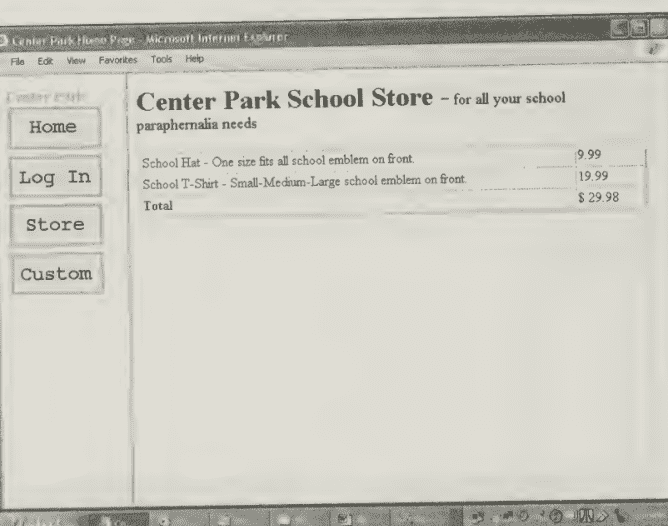 Center Park Home Page - Microsoft Internet Explorer
File Edit View Favorites Tools Help
Center Park
Home
Log In
Store
Custom
Center Park School Store - for all your school
paraphernalia needs
School Hat - One size fits all school emblem on front. 9.99
School T-Shirt - Small-Medium-Large school emblem on front. 19.99
Total $ 29.98